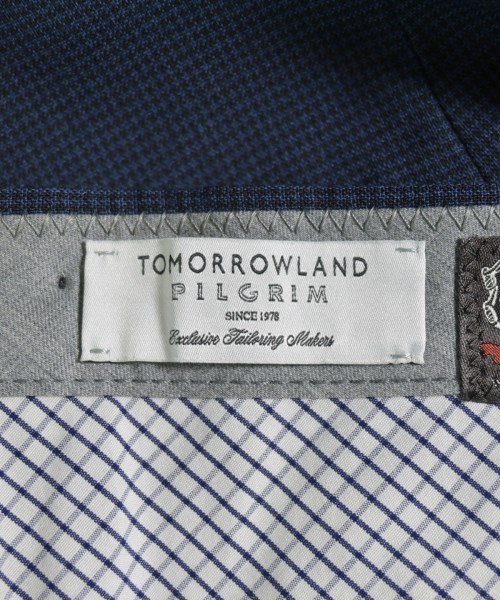 TOMORROWLAND
PILGRIM
SINCE 1978
Exclusive Tailoring Makers